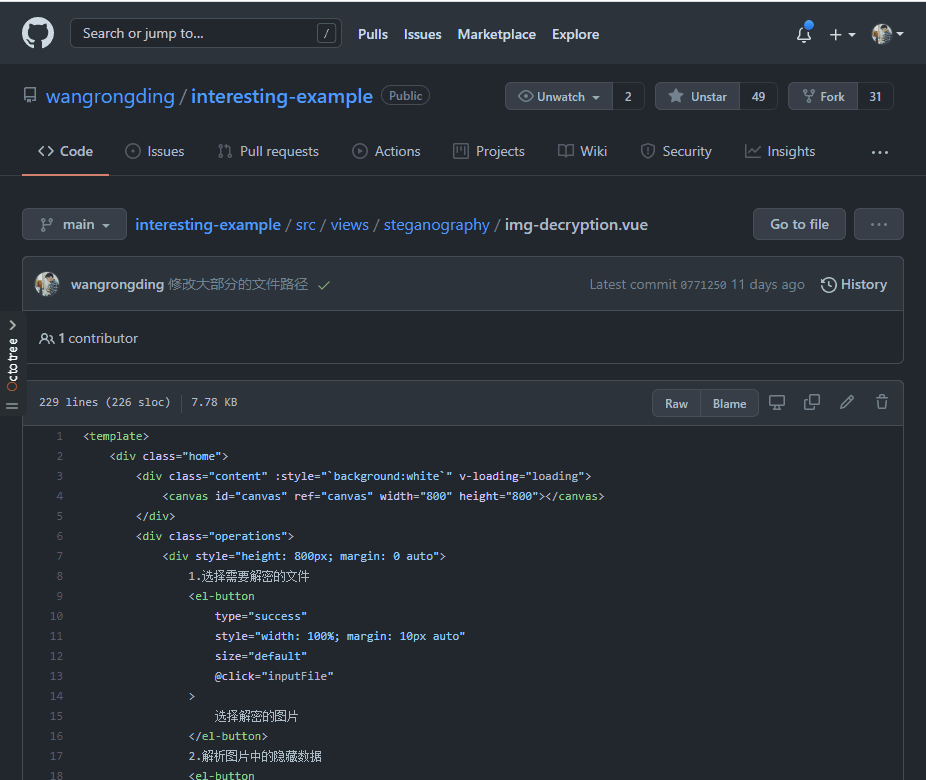 Search or jump to... / Pulls Issues Marketplace Explore
wangrongding / interesting-example Public Unwatch 2 Unstar 49 Fork 31
Code Issues Pull requests Actions Projects Wiki Security Insights ...
main interesting-example / src / views / steganography / img-decryption.vue Go to file ...
wangrongding 修改大部分的文件路径 Latest commit 0771250 11 days ago History
1 contributor
Octotree
229 lines (226 sloc) 7.78 KB Raw Blame
1 <template>
2 <div class="home">
3 <div class="content" :style="`background:white`" v-loading="loading">
4 <canvas id="canvas" ref="canvas" width="800" height="800"></canvas>
5 </div>
6 <div class="operations">
7 <div style="height: 800px; margin: 0 auto">
8 1.选择需要解密的文件
9 <el-button
10 type="success"
11 style="width: 100%; margin: 10px auto"
12 size="default"
13 @click="inputFile"
14 >
15 选择解密的图片
16 </el-button>
17 2.解析图片中的隐藏数据
18 <el-button